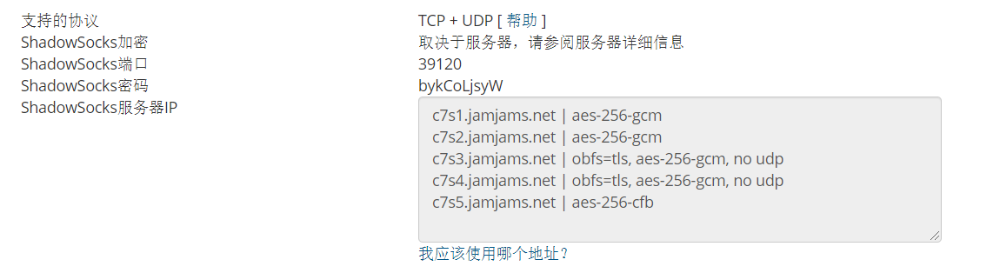 支持的协议 TCP + UDP [ 帮助 ]
ShadowSocks加密 取决于服务器，请参阅服务器详细信息
ShadowSocks端口 39120
ShadowSocks密码 bykCoLjsyW
ShadowSocks服务器IP
c7s1.jamjams.net | aes-256-gcm
c7s2.jamjams.net | aes-256-gcm
c7s3.jamjams.net | obfs=tls, aes-256-gcm, no udp
c7s4.jamjams.net | obfs=tls, aes-256-gcm, no udp
c7s5.jamjams.net | aes-256-cfb
我应该使用哪个地址？